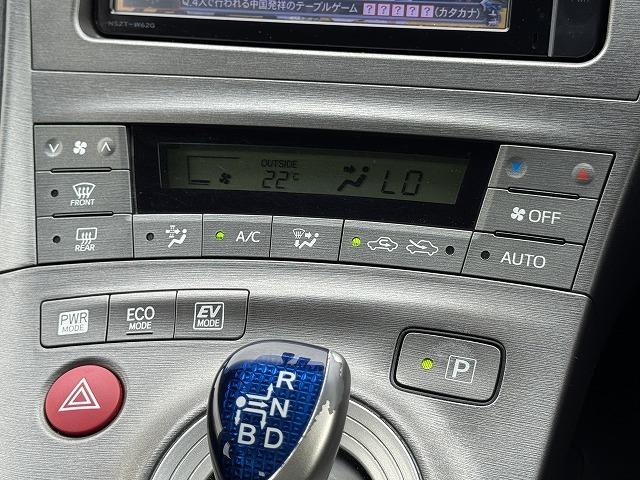 Q.4人で行われる中国発祥のテーブルゲーム ?????(カタカナ)
NSZT-W62G
OUTSIDE
22℃
LO
FRONT
OFF
REAR
A/C
AUTO
PWR MODE
ECO MODE
EV MODE
P
R
N
B D